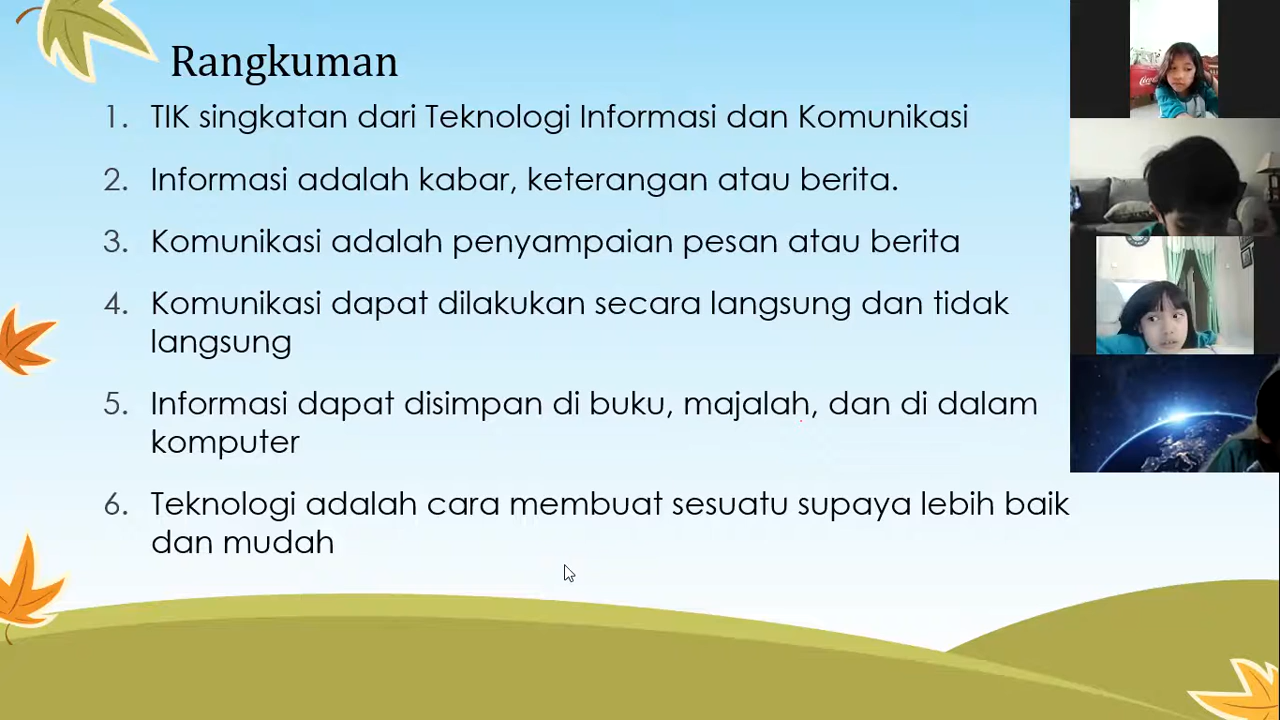 Rangkuman
1. TIK singkatan dari Teknologi Informasi dan Komunikasi
2. Informasi adalah kabar, keterangan atau berita.
3. Komunikasi adalah penyampaian pesan atau berita
4. Komunikasi dapat dilakukan secara langsung dan tidak
langsung
5. Informasi dapat disimpan di buku, majalah, dan di dalam
komputer
6. Teknologi adalah cara membuat sesuatu supaya lebih baik
dan mudah